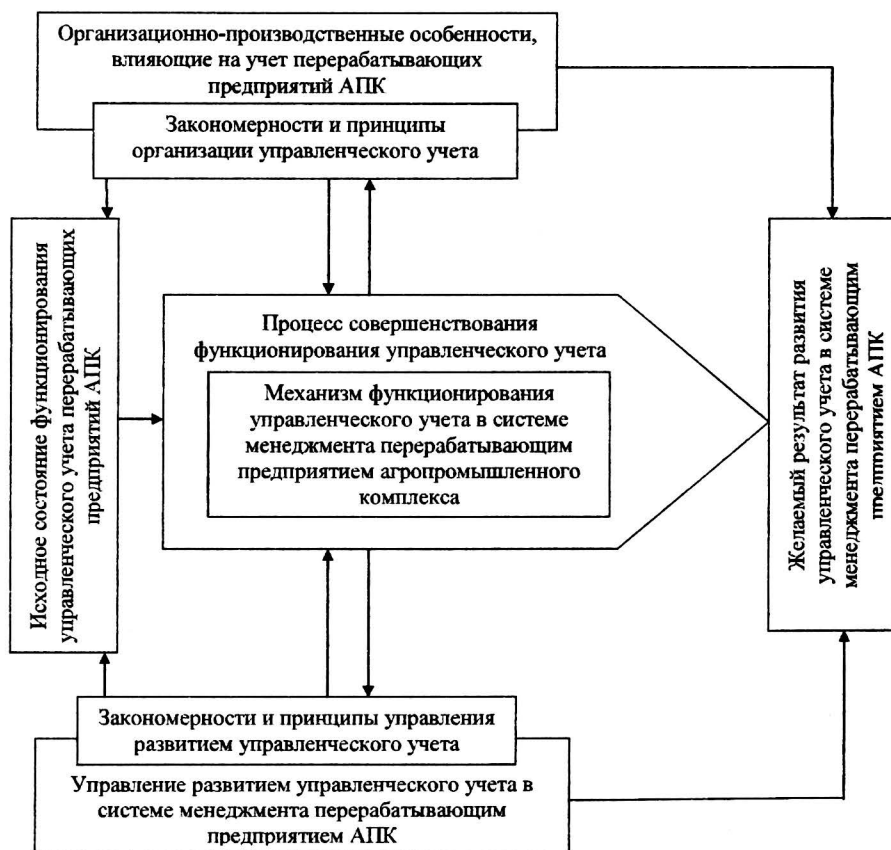 Организационно-производственные особенности,
влияющие на учет перерабатывающих
предприятий АПК
Закономерности и принципы
организации управленческого учета
Исходное состояние функционирования
управленческого учета перерабатывающих
предприятий АПК
Процесс совершенствования
функционирования управленческого учета
Механизм функционирования
управленческого учета в системе
менеджмента перерабатывающим
предприятием агропромышленного
комплекса
Желаемый результат развития
управленческого учета в системе
менеджмента перерабатывающим
предприятием АПК
Закономерности и принципы управления
развитием управленческого учета
Управление развитием управленческого учета в
системе менеджмента перерабатывающим
предприятием АПК